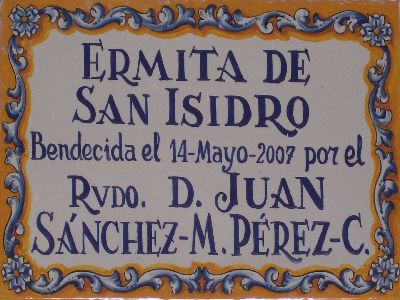 ERMITA DE
SAN ISIDRO
Bendecida el 14-Mayo-2007 por el
RVDO. D. JUAN
SÁNCHEZ-M. PÉREZ-C.